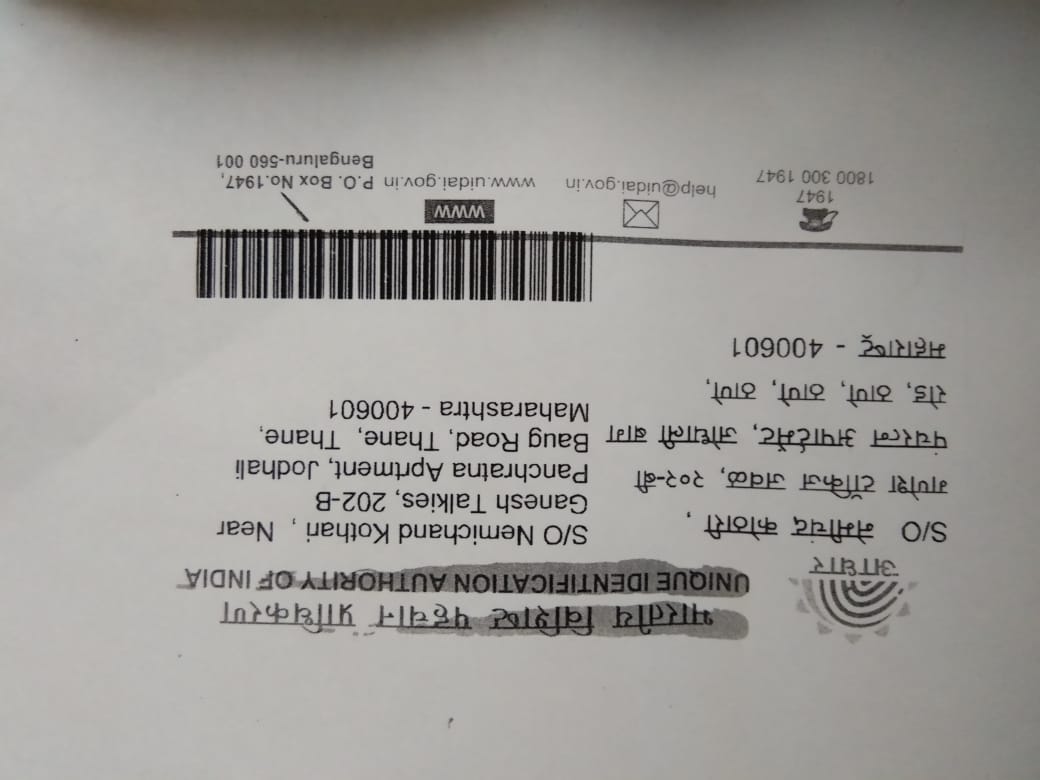 भारतीय विशिष्ट पहचान प्राधिकरण
UNIQUE IDENTIFICATION AUTHORITY OF INDIA
आधार
S/O नेमीचंद कोठारी ,
गणेश टॉकिज जवळ, २०२-बी
पंचरत्न अपार्टमेंट, जोधाली बाग
रोड, ठाणे, ठाणे, ठाणे,
महाराष्ट्र - 400601
S/O Nemichand Kothari , Near
Ganesh Talkies, 202-B
Panchratna Aprtment, Jodhali
Baug Road, Thane, Thane,
Maharashtra - 400601
1947
1800 300 1947
help@uidai.gov.in
WWW
www.uidai.gov.in
P.O. Box No.1947,
Bengaluru-560 001